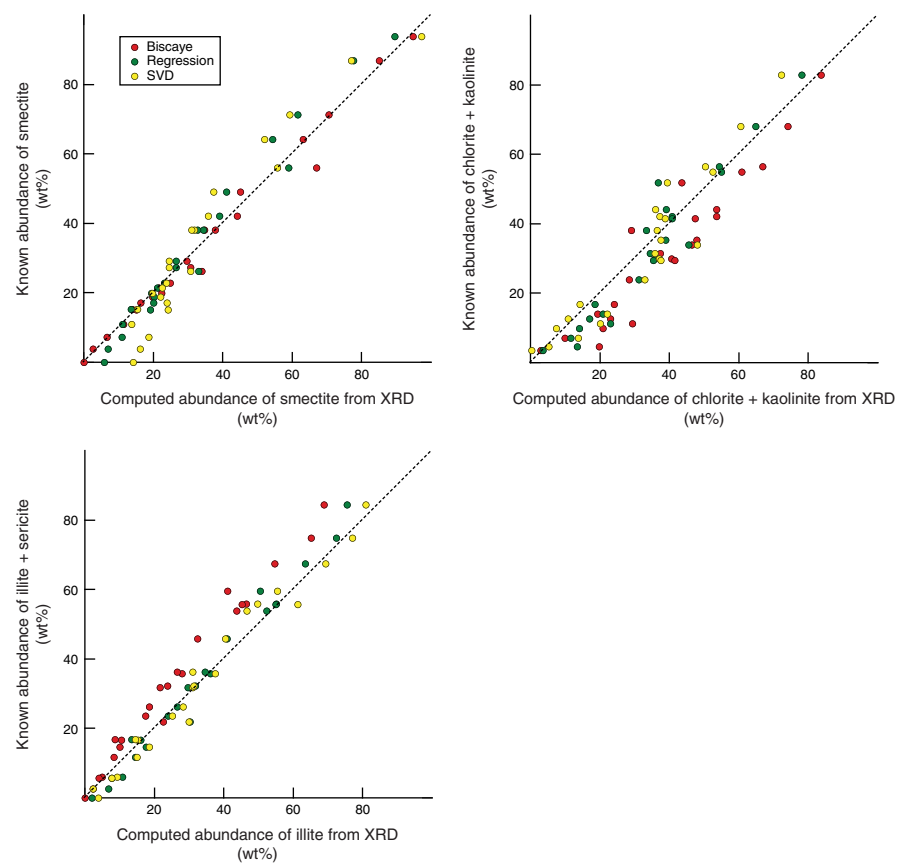 Biscaye
Regression
SVD
Known abundance of smectite
(wt%)
80
60
40
20
20 40 60 80
Computed abundance of smectite from XRD
(wt%)
Known abundance of chlorite + kaolinite
(wt%)
80
60
40
20
20 40 60 80
Computed abundance of chlorite + kaolinite from XRD
(wt%)
Known abundance of illite + sericite
(wt%)
80
60
40
20
20 40 60 80
Computed abundance of illite from XRD
(wt%)